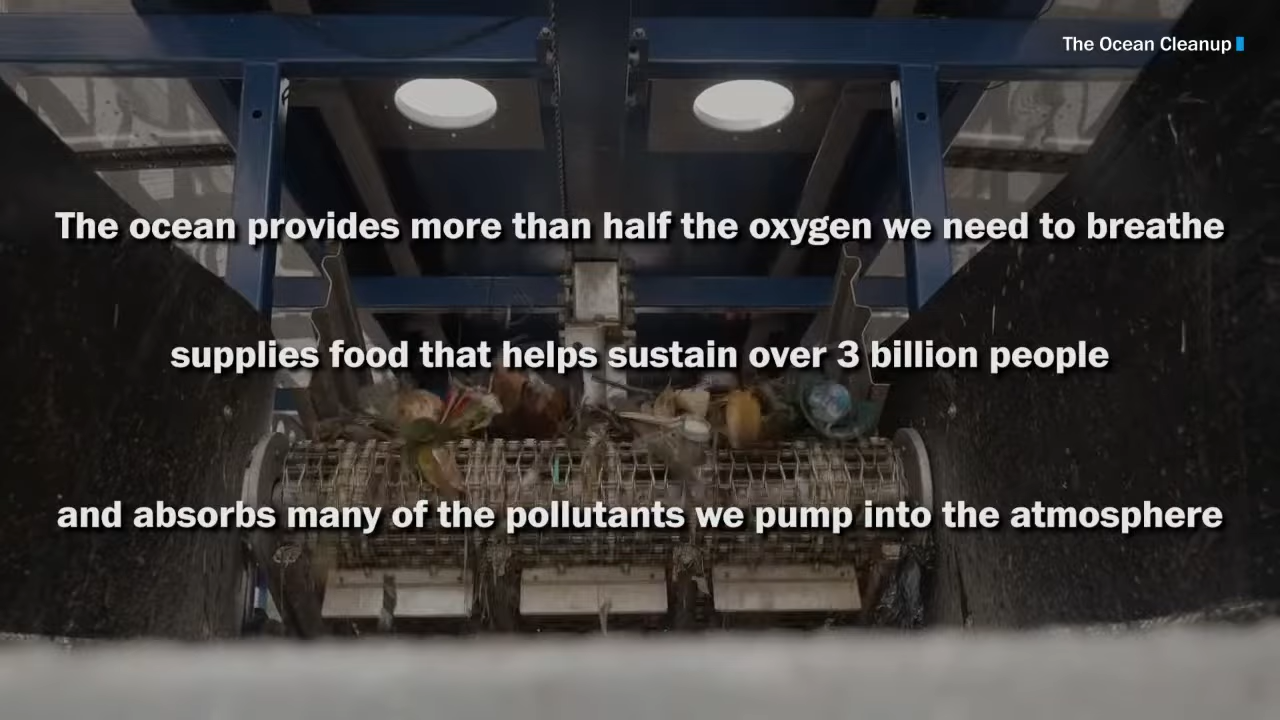 The Ocean Cleanup
The ocean provides more than half the oxygen we need to breathe
supplies food that helps sustain over 3 billion people
and absorbs many of the pollutants we pump into the atmosphere